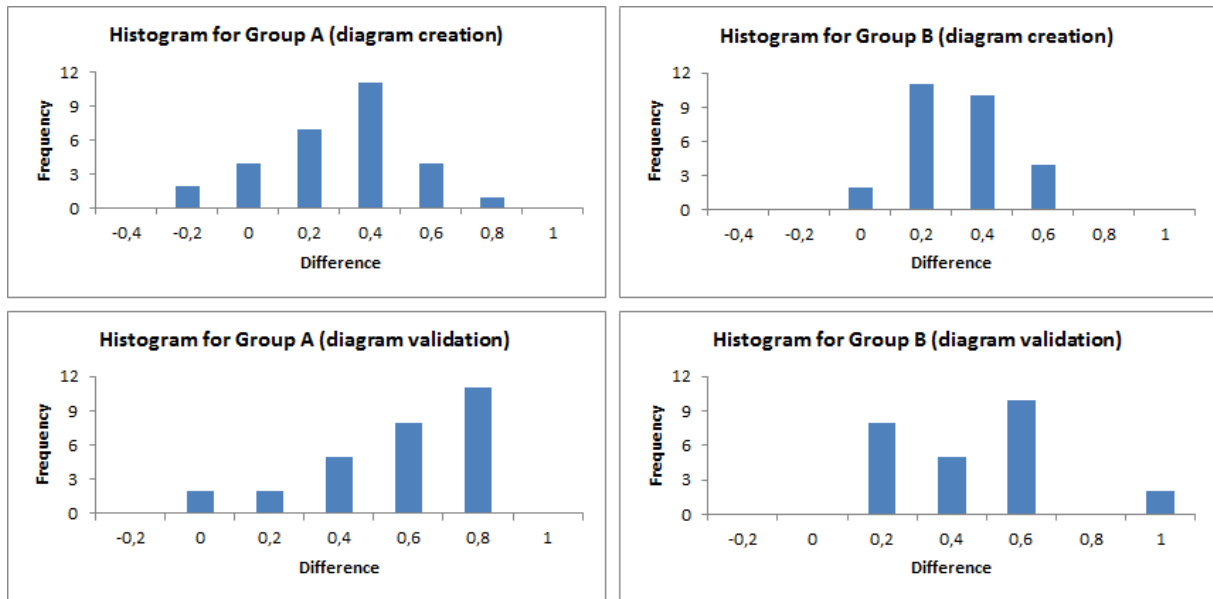 Histogram for Group A (diagram creation)
12
9
6
3
0
Frequency
-0,4 -0,2 0 0,2 0,4 0,6 0,8 1
Difference
Histogram for Group B (diagram creation)
12
9
6
3
0
Frequency
-0,4 -0,2 0 0,2 0,4 0,6 0,8 1
Difference
Histogram for Group A (diagram validation)
12
9
6
3
0
Frequency
-0,2 0 0,2 0,4 0,6 0,8 1
Difference
Histogram for Group B (diagram validation)
12
9
6
3
0
Frequency
-0,2 0 0,2 0,4 0,6 0,8 1
Difference